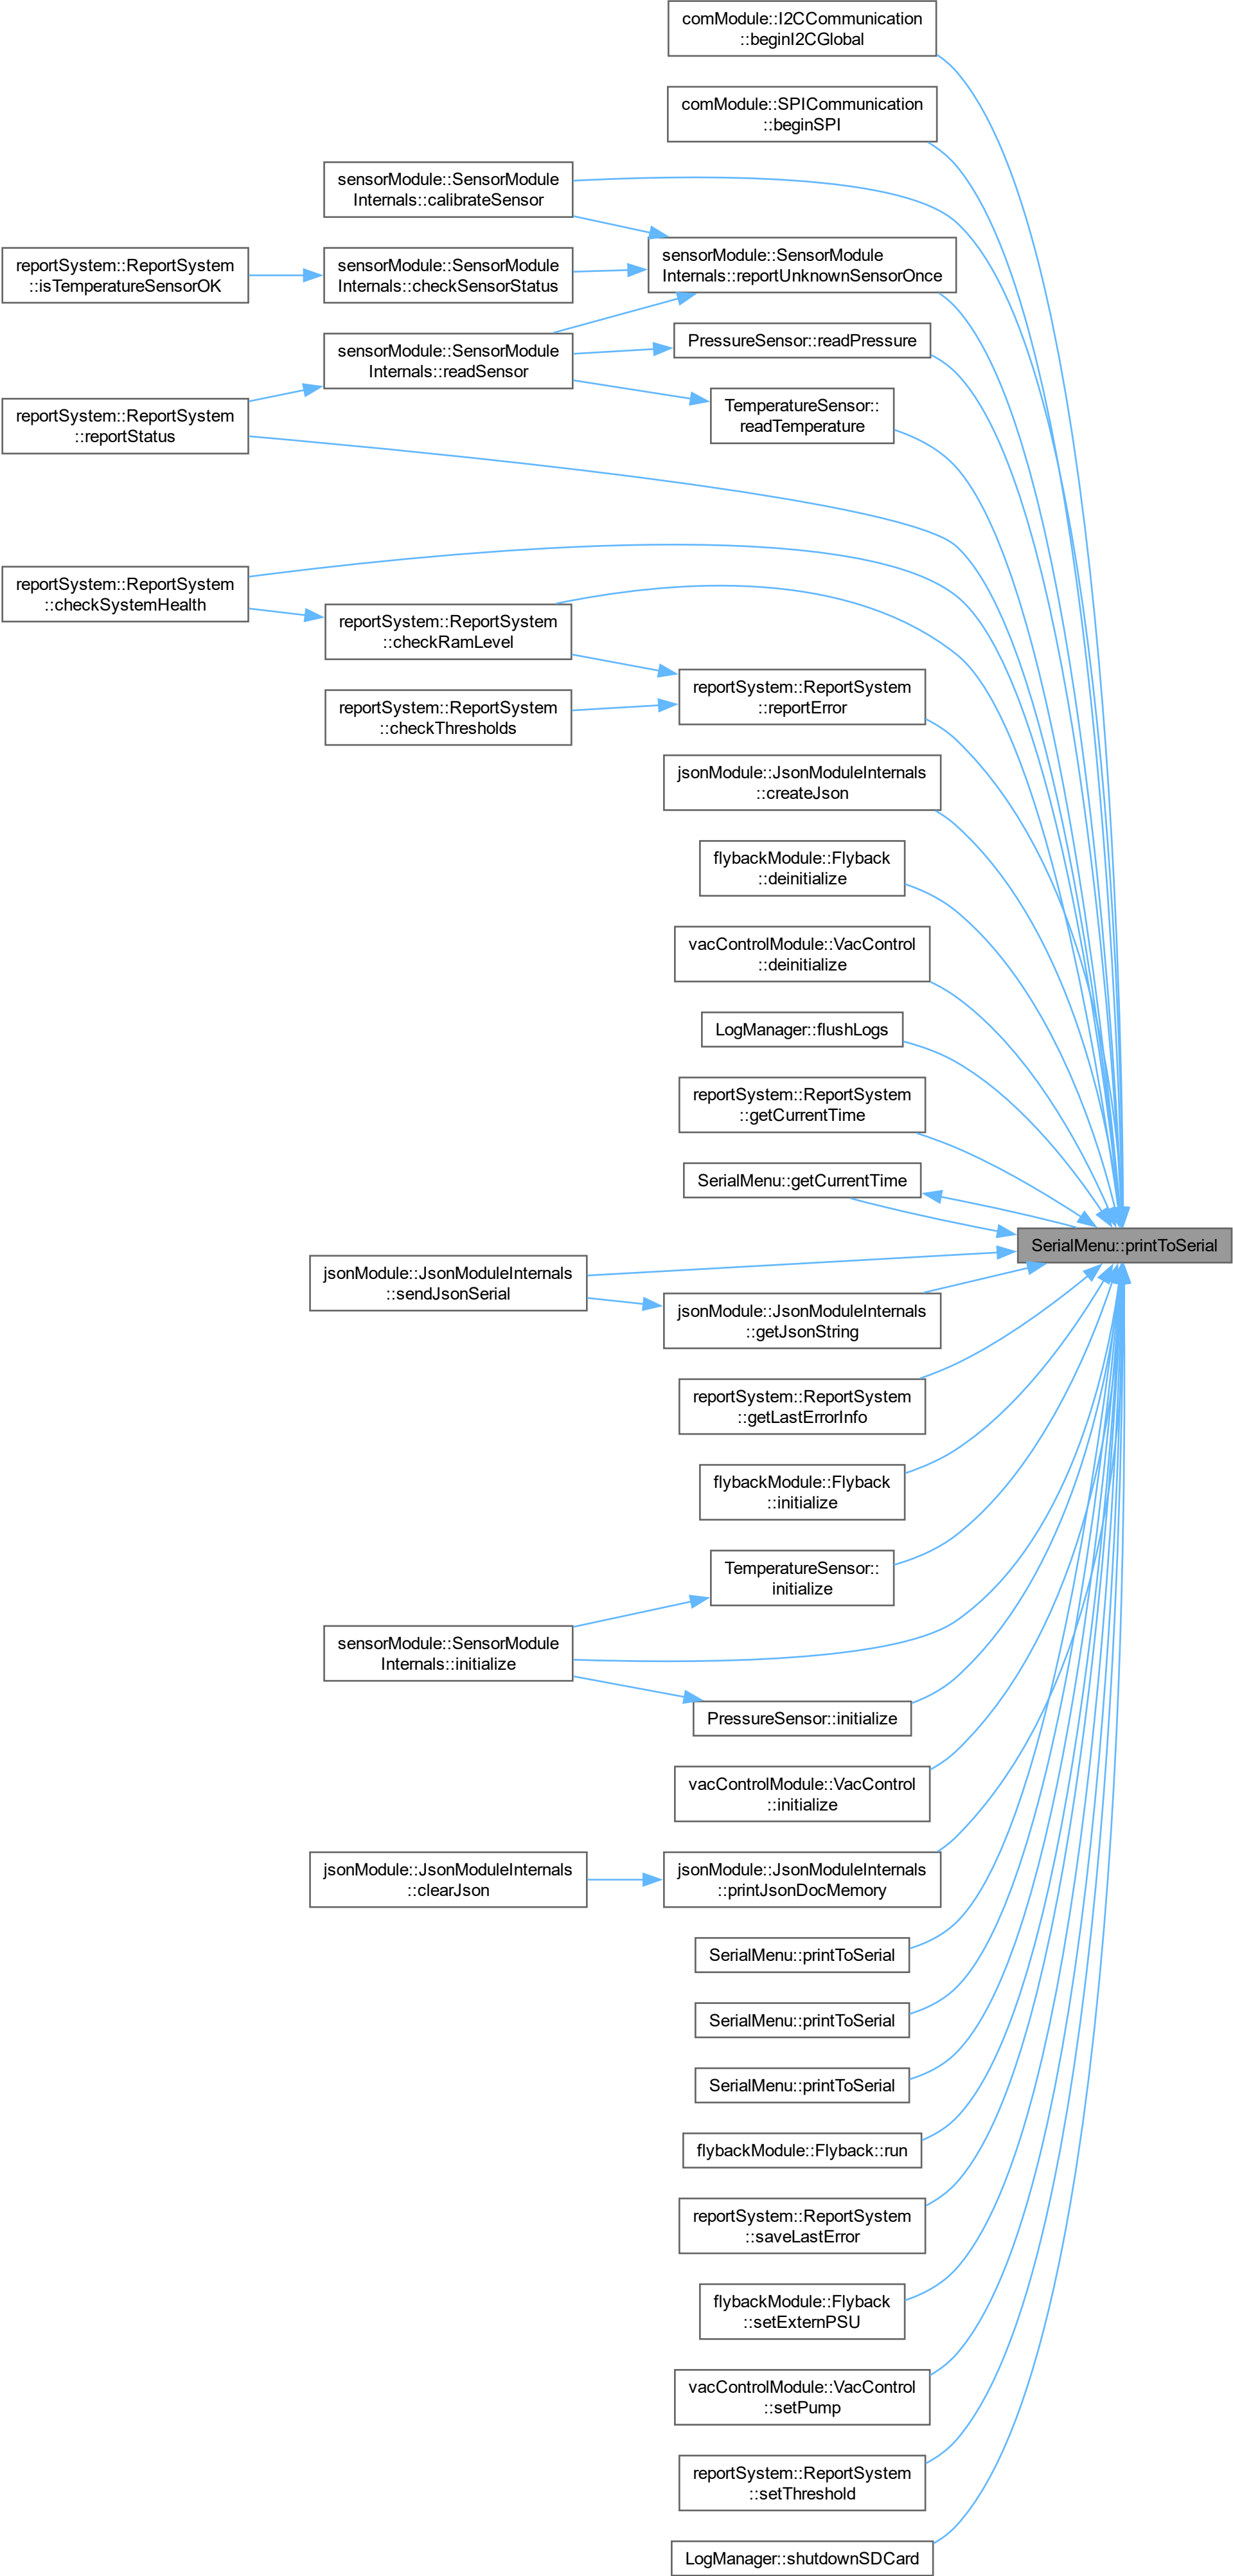 comModule::I2CCommunication
::beginI2CGlobal
comModule::SPICommunication
::beginSPI
sensorModule::SensorModule
Internals::calibrateSensor
sensorModule::SensorModule
Internals::reportUnknownSensorOnce
reportSystem::ReportSystem
::isTemperatureSensorOK
sensorModule::SensorModule
Internals::checkSensorStatus
sensorModule::SensorModule
Internals::readSensor
PressureSensor::readPressure
reportSystem::ReportSystem
::reportStatus
TemperatureSensor::
readTemperature
reportSystem::ReportSystem
::checkSystemHealth
reportSystem::ReportSystem
::checkRamLevel
reportSystem::ReportSystem
::reportError
reportSystem::ReportSystem
::checkThresholds
jsonModule::JsonModuleInternals
::createJson
flybackModule::Flyback
::deinitialize
vacControlModule::VacControl
::deinitialize
LogManager::flushLogs
reportSystem::ReportSystem
::getCurrentTime
SerialMenu::getCurrentTime
SerialMenu::printToSerial
jsonModule::JsonModuleInternals
::sendJsonSerial
jsonModule::JsonModuleInternals
::getJsonString
reportSystem::ReportSystem
::getLastErrorInfo
flybackModule::Flyback
::initialize
TemperatureSensor::
initialize
sensorModule::SensorModule
Internals::initialize
PressureSensor::initialize
vacControlModule::VacControl
::initialize
jsonModule::JsonModuleInternals
::clearJson
jsonModule::JsonModuleInternals
::printJsonDocMemory
SerialMenu::printToSerial
SerialMenu::printToSerial
SerialMenu::printToSerial
flybackModule::Flyback::run
reportSystem::ReportSystem
::saveLastError
flybackModule::Flyback
::setExternPSU
vacControlModule::VacControl
::setPump
reportSystem::ReportSystem
::setThreshold
LogManager::shutdownSDCard